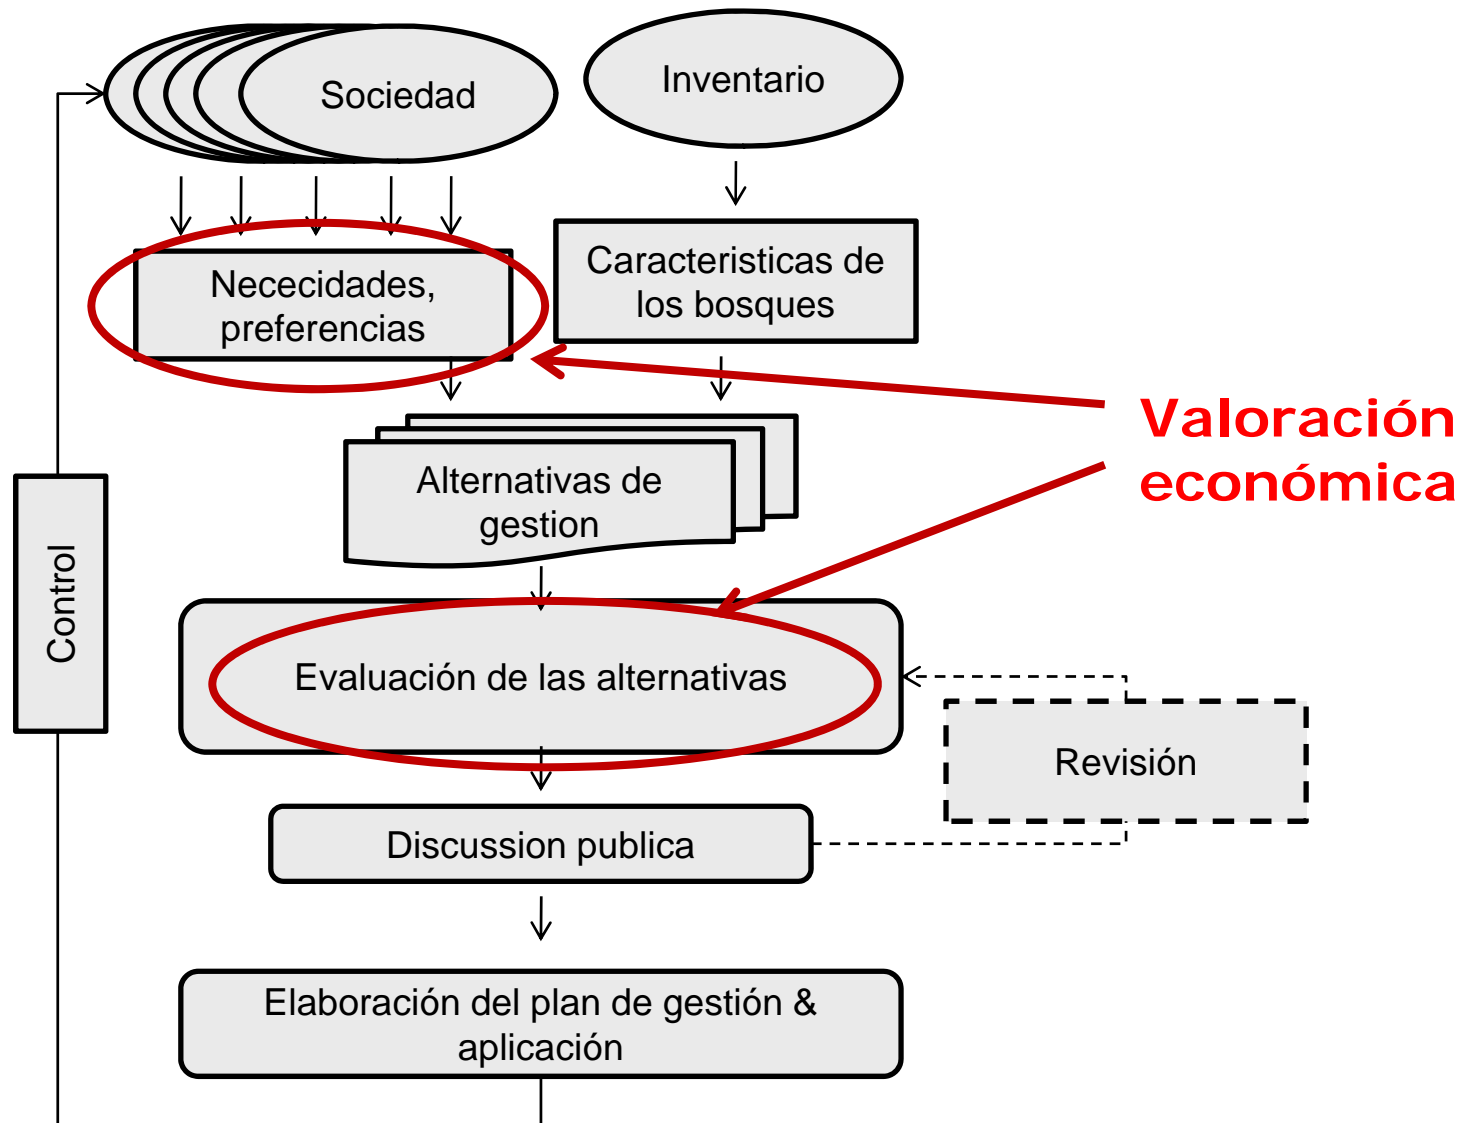 Sociedad
Inventario
Nececidades,
preferencias
Caracteristicas de
los bosques
Valoración
económica
Alternativas de
gestion
Control
Evaluación de las alternativas
Revisión
Discussion publica
Elaboración del plan de gestión &
aplicación